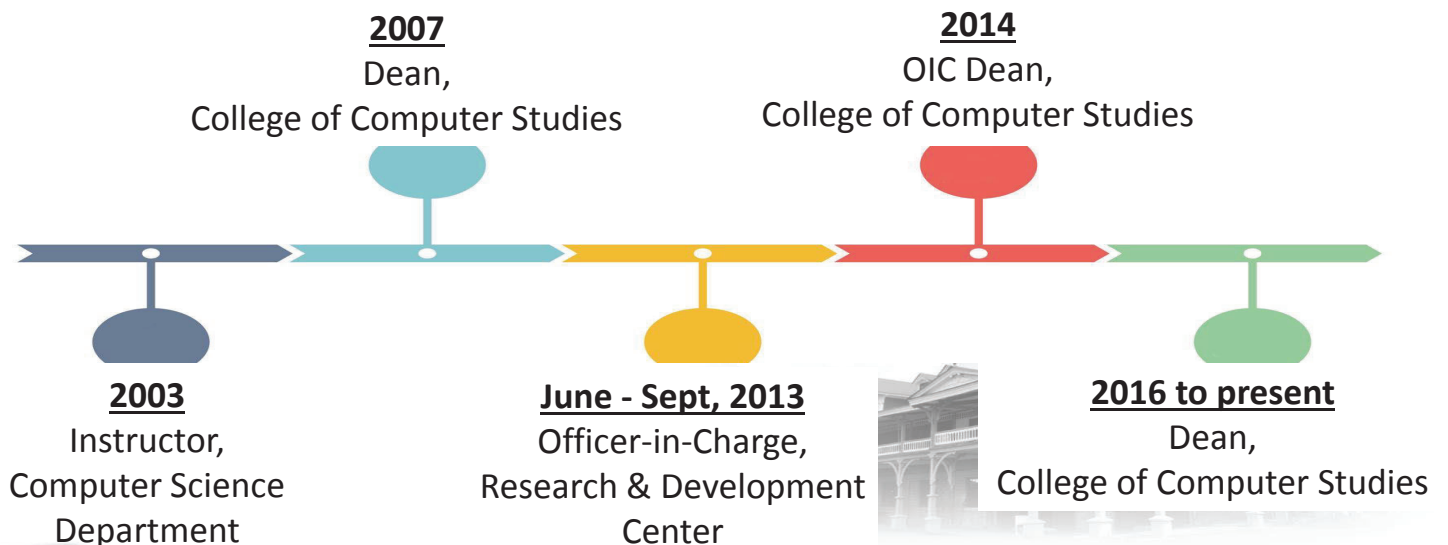 2007
Dean,
College of Computer Studies
2014
OIC Dean,
College of Computer Studies
2003
Instructor,
Computer Science
Department
June - Sept, 2013
Officer-in-Charge,
Research & Development
Center
2016 to present
Dean,
College of Computer Studies